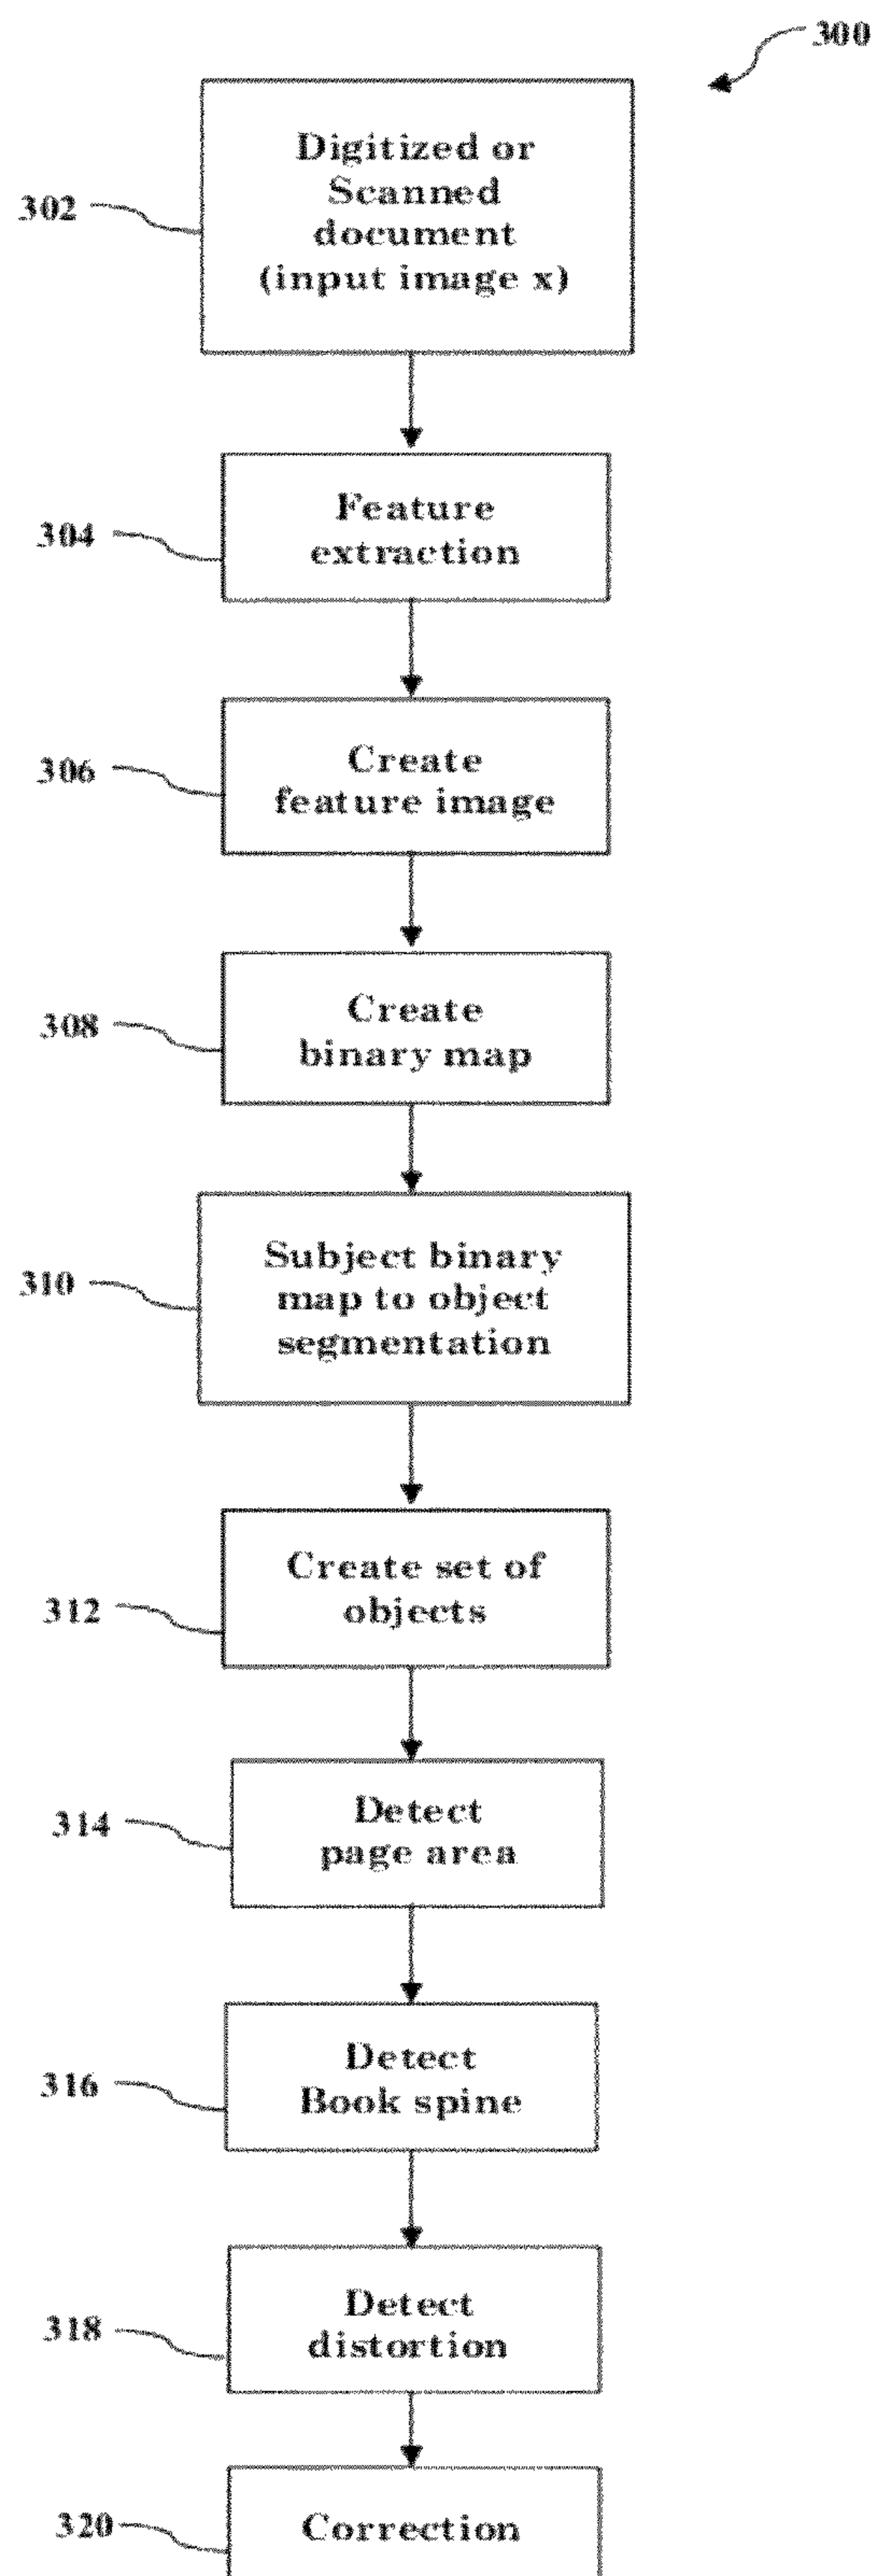 300
302
Digitized or
Scanned
document
(input image x)
304
Feature
extraction
306
Create
feature image
308
Create
binary map
310
Subject binary
map to object
segmentation
312
Create set of
objects
314
Detect
page area
316
Detect
Book spine
318
Detect
distortion
320
Correction